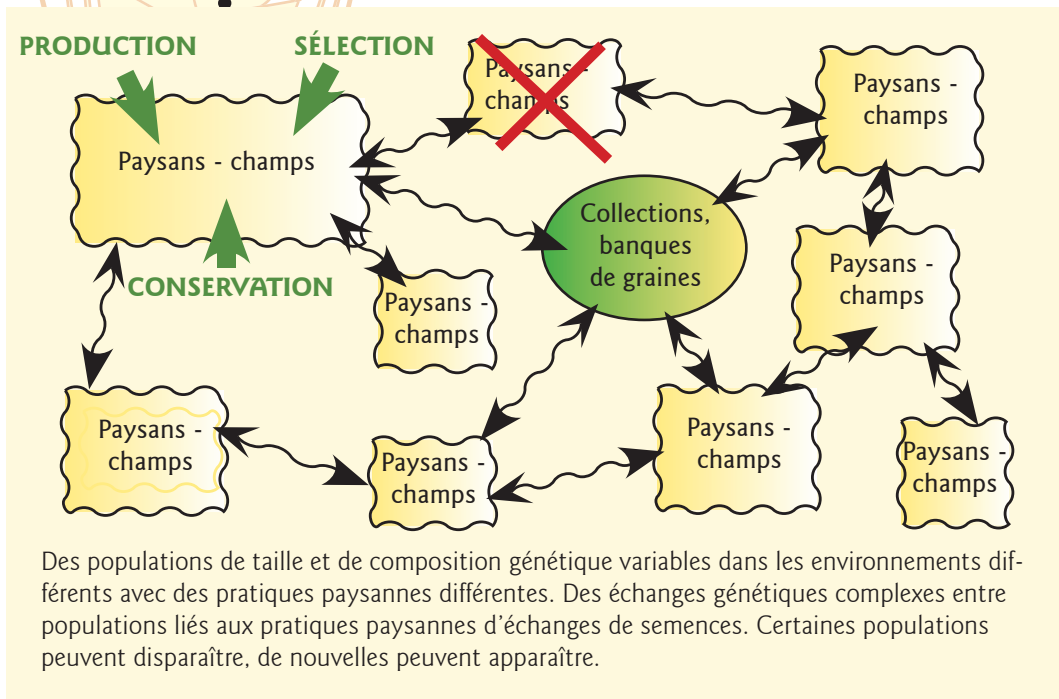 PRODUCTION
SÉLECTION
Paysans -
champs
Paysans -
champs
Paysans - champs
Collections,
banques
de graines
Paysans -
champs
CONSERVATION
Paysans -
champs
Paysans -
champs
Paysans -
champs
Paysans -
champs
Paysans -
champs
Des populations de taille et de composition génétique variables dans les environnements dif-
férents avec des pratiques paysannes différentes. Des échanges génétiques complexes entre
populations liés aux pratiques paysannes d’échanges de semences. Certaines populations
peuvent disparaître, de nouvelles peuvent apparaître.